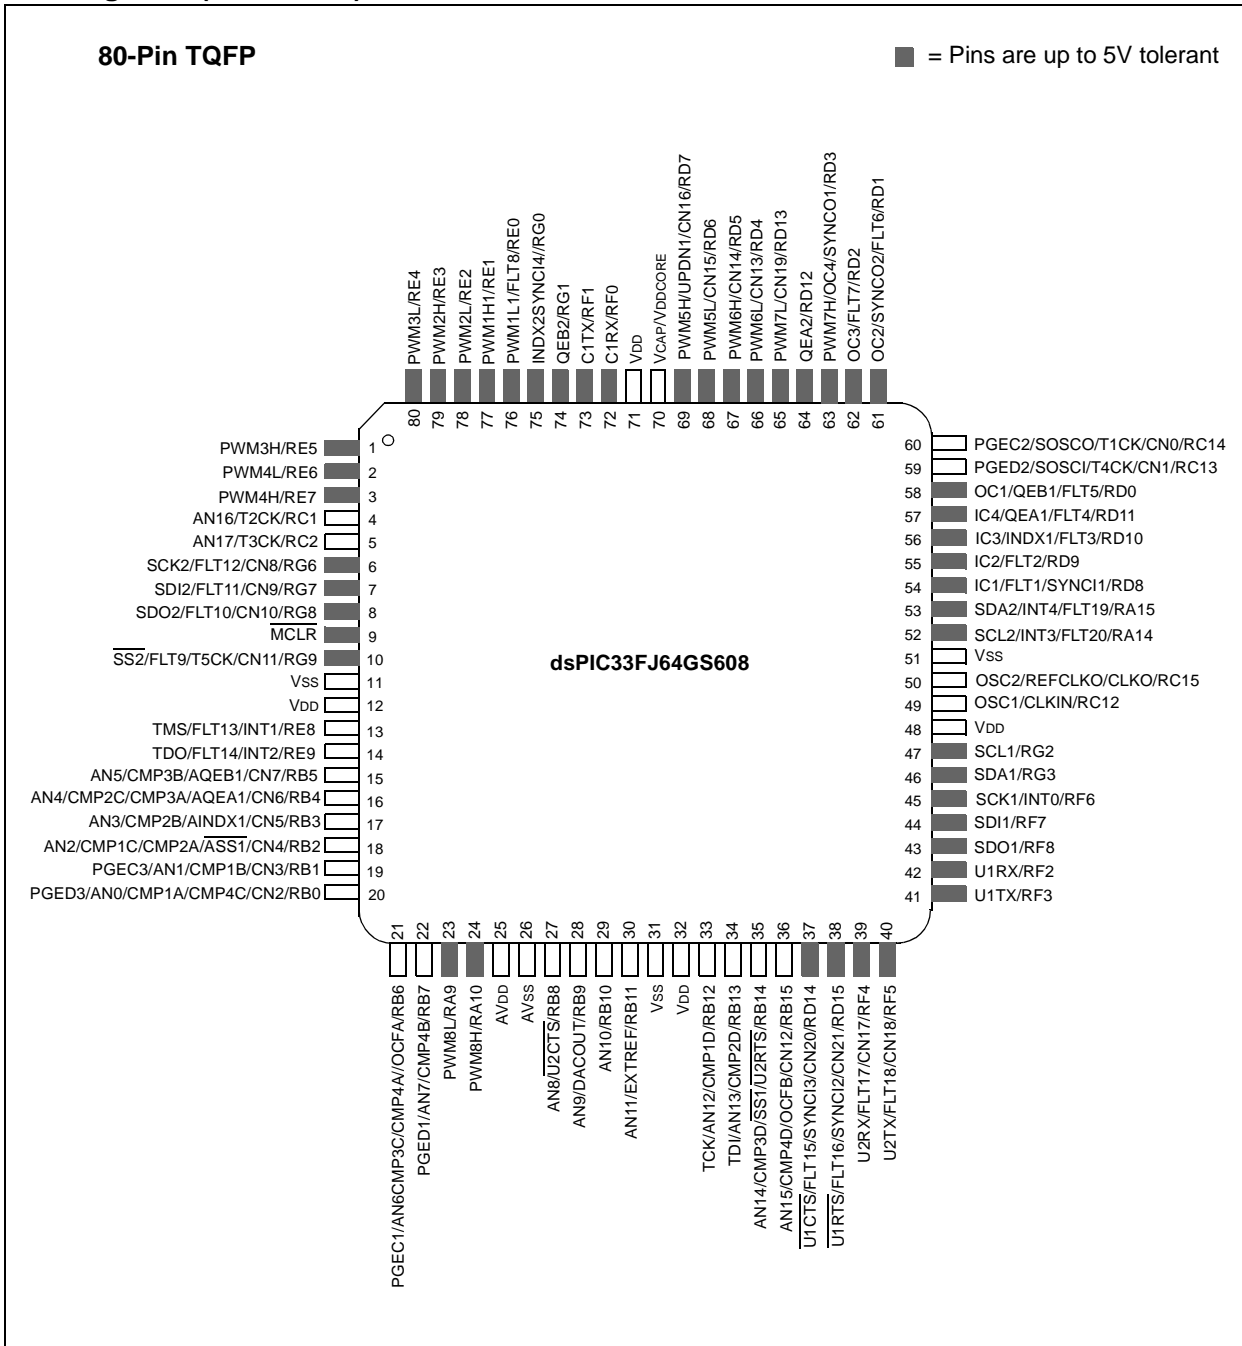 80-Pin TQFP
= Pins are up to 5V tolerant
PWM3L/RE4
PWM2H/RE3
PWM2L/RE2
PWM1H1/RE1
PWM1L1/FLT8/RE0
INDX2SYNCI4//RG0
QEB2/RG1
C1TX/RF1
C1RX/RF0
VDD
VCAP/VDDCORE
PWM5H/UPDN1/CN16/RD7
PWM5L/CN15/RD6
PWM6H/CN14/RD5
PWM6L/CN13/RD4
PWM7L/CN19/RD13
QEA2/RD12
PWM7H/OC4/SYNCO1/RD3
OC3/FLT7/RD2
OC2/SYNCO2/FLT6/RD1
80 79 78 77 76 75 74 73 72 71 70 69 68 67 66 65 64 63 62 61
PWM3H/RE5 1
PWM4L/RE6 2
PWM4H/RE7 3
AN16/T2CK/RC1 4
AN17/T3CK/RC2 5
SCK2/FLT12/CN8/RG6 6
SDI2/FLT11/CN9/RG7 7
SDO2/FLT10/CN10/RG8 8
MCLR 9
SS2/FLT9/T5CK/CN11/RG9 10
VSS 11
VDD 12
TMS/FLT13/INT1/RE8 13
TDO/FLT14/INT2/RE9 14
AN5/CMP3B/AQEB1/CN7/RB5 15
AN4/CMP2C/CMP3A/AQEA1/CN6/RB4 16
AN3/CMP2B/AINDX1/CN5/RB3 17
AN2/CMP1C/CMP2A/ASS1/CN4/RB2 18
PGEC3/AN1/CMP1B/CN3/RB1 19
PGED3/AN0/CMP1A/CMP4C/CN2/RB0 20
dsPIC33FJ64GS608
60 PGEC2/SOSCO/T1CK/CN0/RC14
59 PGED2/SOSCI/T4CK/CN1/RC13
58 OC1/QEB1/FLT5/RD0
57 IC4/QEA1/FLT4/RD11
56 IC3/INDX1/FLT3/RD10
55 IC2/FLT2/RD9
54 IC1/FLT1/SYNCI1/RD8
53 SDA2/INT4/FLT19/RA15
52 SCL2/INT3/FLT20/RA14
51 VSS
50 OSC2/REFCLKO/CLKO/RC15
49 OSC1/CLKIN/RC12
48 VDD
47 SCL1/RG2
46 SDA1/RG3
45 SCK1/INT0/RF6
44 SDI1/RF7
43 SDO1/RF8
42 U1RX/RF2
41 U1TX/RF3
21 22 23 24 25 26 27 28 29 30 31 32 33 34 35 36 37 38 39 40
PGEC1/AN6CMP3C/CMP4A//OCFA/RB6
PGED1/AN7/CMP4B/RB7
PWM8L/RA9
PWM8H/RA10
AVDD
AVSS
AN8/U2CTS/RB8
AN9/DACOUT/RB9
AN10/RB10
AN11/EXTREF/RB11
VSS
VDD
TCK/AN12/CMP1D/RB12
TDI/AN13/CMP2D/RB13
AN14/CMP3D/SS1/U2RTS/RB14
AN15/CMP4D/OCFB/CN12/RB15
U1CTS/FLT15/SYNCI3/CN20/RD14
U1RTS/FLT16/SYNCI2/CN21/RD15
U2RX/FLT17/CN17/RF4
U2TX/FLT18/CN18/RF5